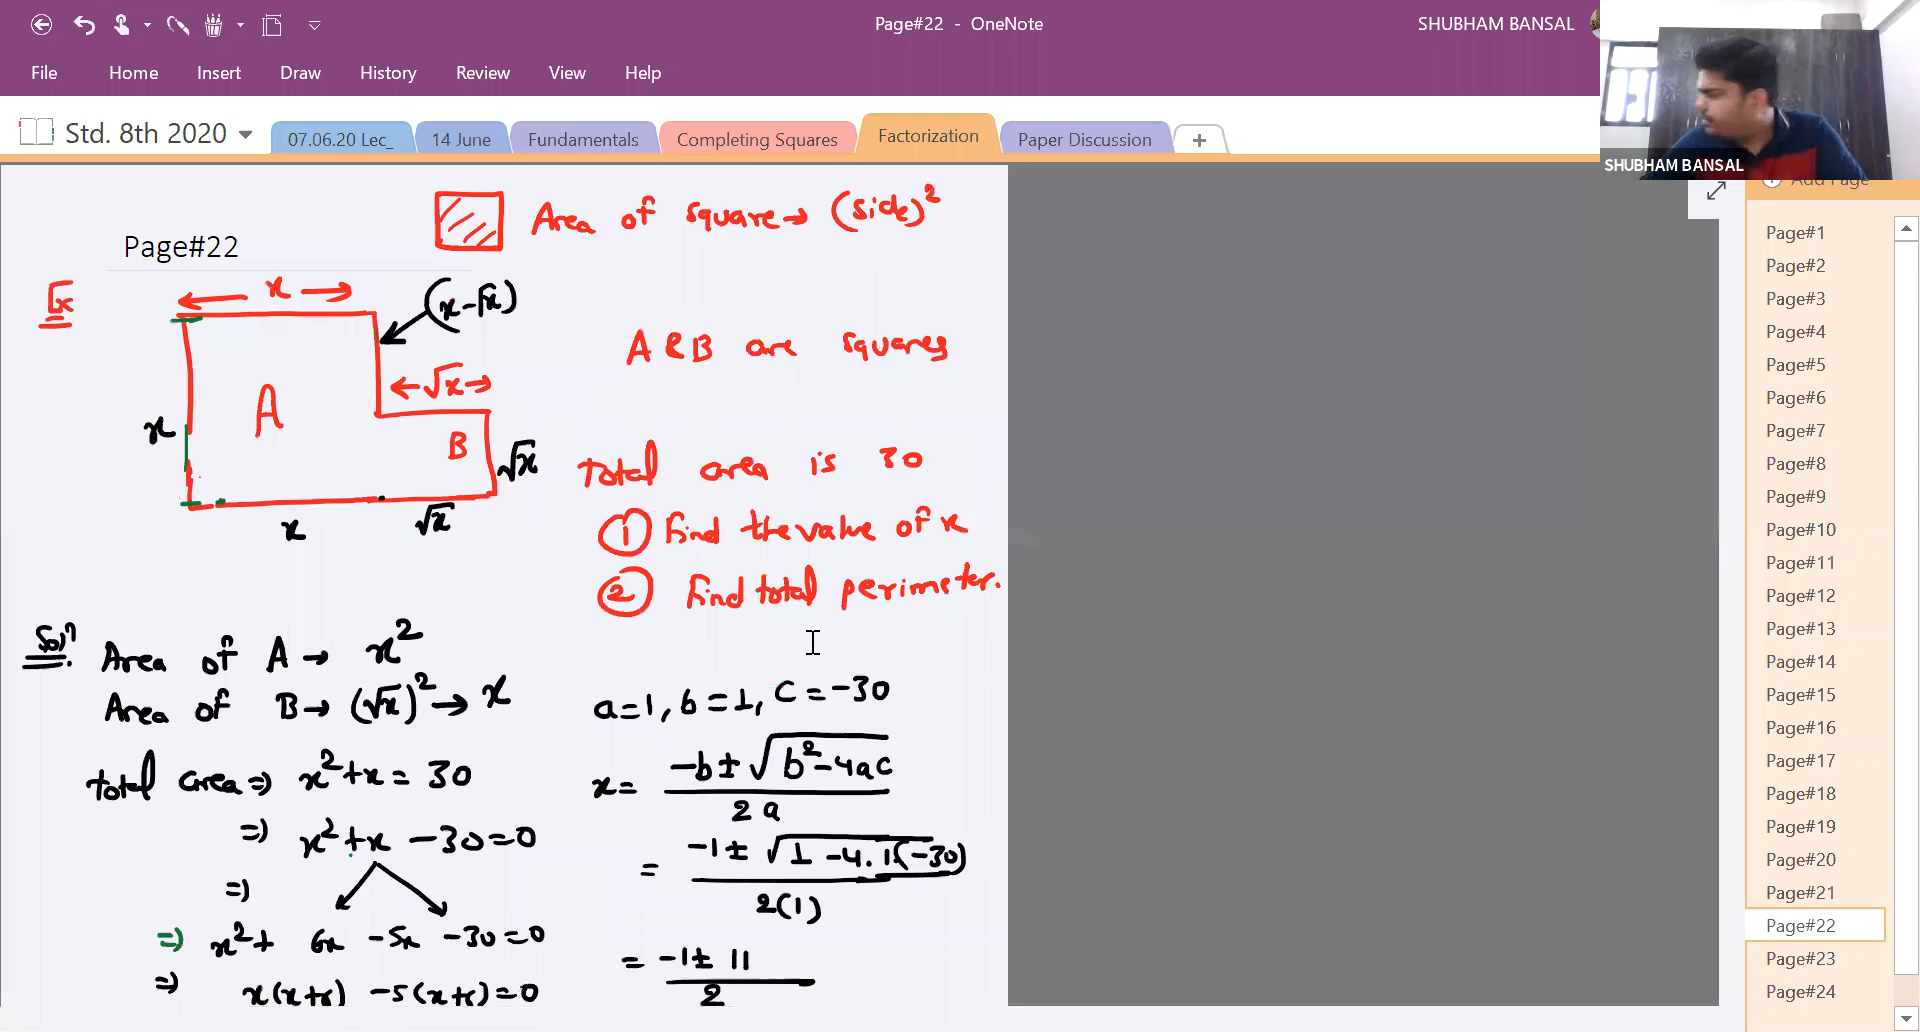 Page#22 - OneNote
SHUBHAM BANSAL
File Home Insert Draw History Review View Help
Std. 8th 2020
07.06.20 Lec_
14 June
Fundamentals
Completing Squares
Factorization
Paper Discussion
+
SHUBHAM BANSAL
Add Page
Page#1
Page#2
Page#3
Page#4
Page#5
Page#6
Page#7
Page#8
Page#9
Page#10
Page#11
Page#12
Page#13
Page#14
Page#15
Page#16
Page#17
Page#18
Page#19
Page#20
Page#21
Page#22
Page#23
Page#24
Area of square → (side)²
Page#22
Ex
x
(x-√x)
A & B are squares
√x
A
x
B
√x
x
√x
Total area is 30
① Find the value of x
② Find total perimeter.
Solⁿ.
Area of A → x²
Area of B → (√x)² → x
Total area ⇒ x²+x = 30
⇒ x²+x -30=0
⇒
⇒ x²+ 6x -5x -30=0
⇒ x(x+6) -5(x+6)=0
a=1, b=1, c=-30
x= -b±√b²-4ac
2a
= -1±√1-4.1(-30)
2(1)
= -1±11
2